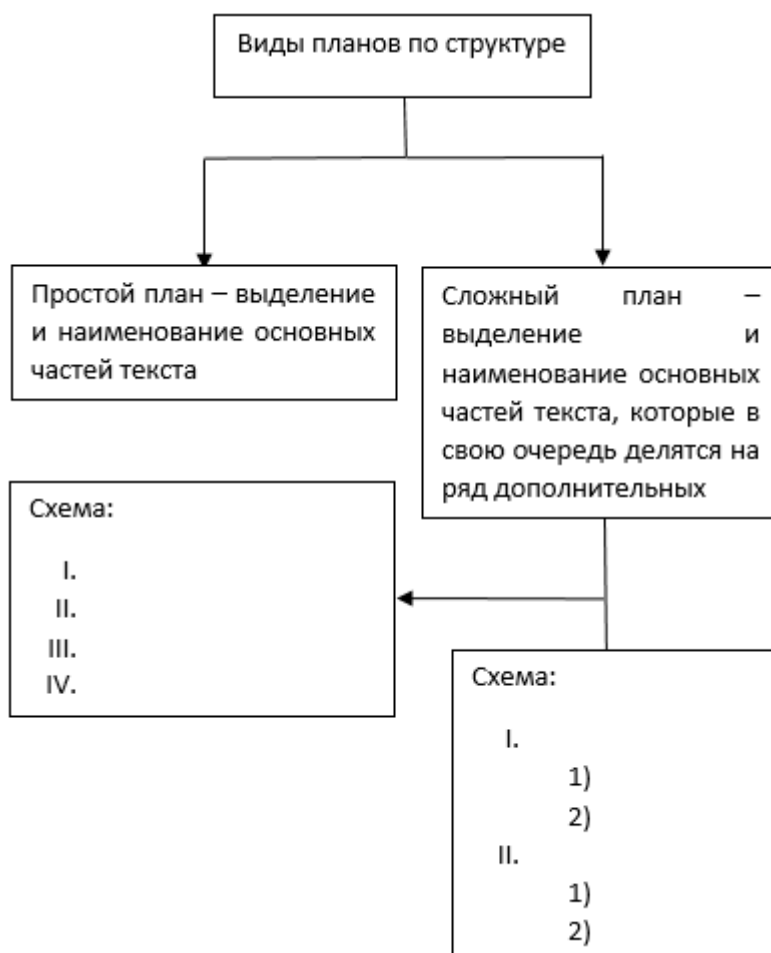 Виды планов по структуре
Простой план – выделение
и наименование основных
частей текста
Сложный план –
выделение и
наименование основных
частей текста, которые в
свою очередь делятся на
ряд дополнительных
Схема:
I.
II.
III.
IV.
Схема:
I.
1)
2)
II.
1)
2)